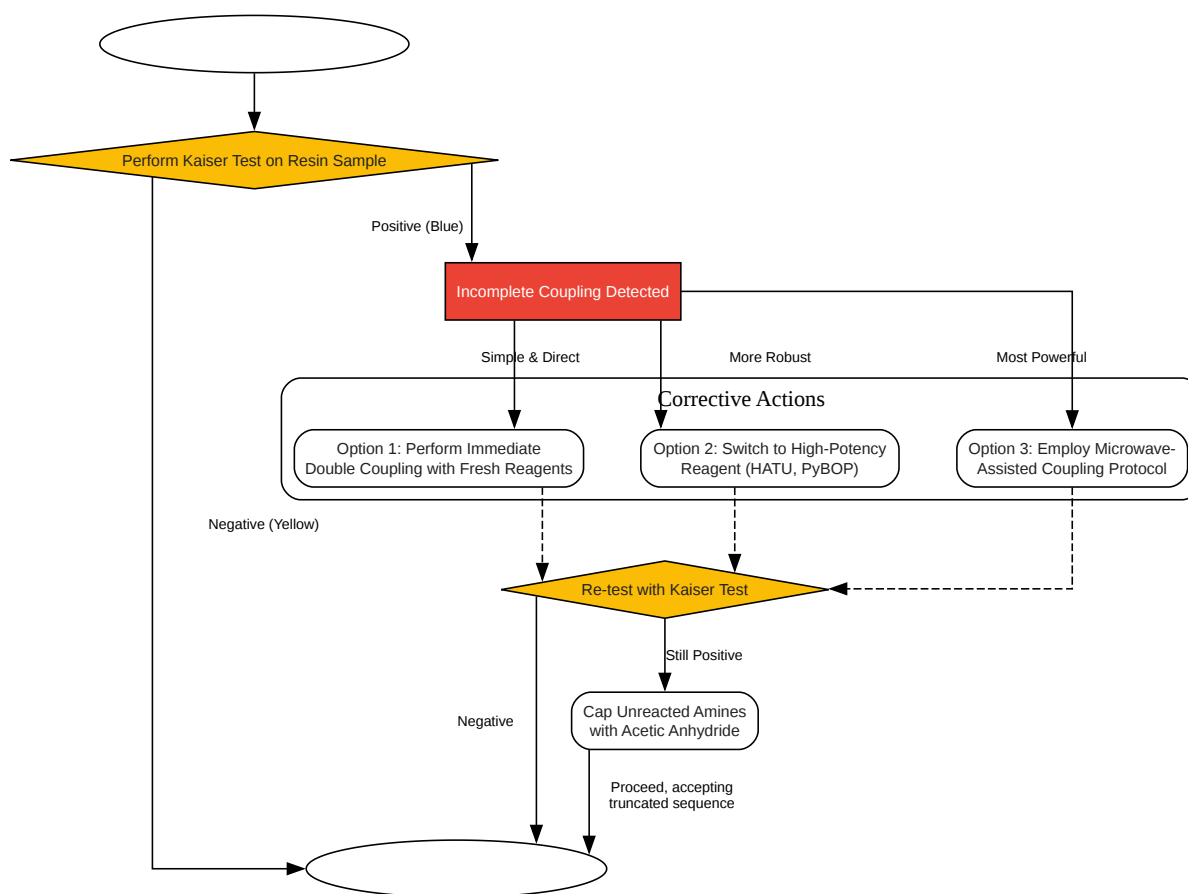 Perform Kaiser Test on Resin Sample
Positive (Blue)
Incomplete Coupling Detected
Simple & Direct
More Robust
Most Powerful
Corrective Actions
Option 1: Perform Immediate
Double Coupling with Fresh Reagents
Option 2: Switch to High-Potency
Reagent (HATU, PyBOP)
Option 3: Employ Microwave-
Assisted Coupling Protocol
Negative (Yellow)
Re-test with Kaiser Test
Still Positive
Cap Unreacted Amines
with Acetic Anhydride
Negative
Proceed, accepting
truncated sequence